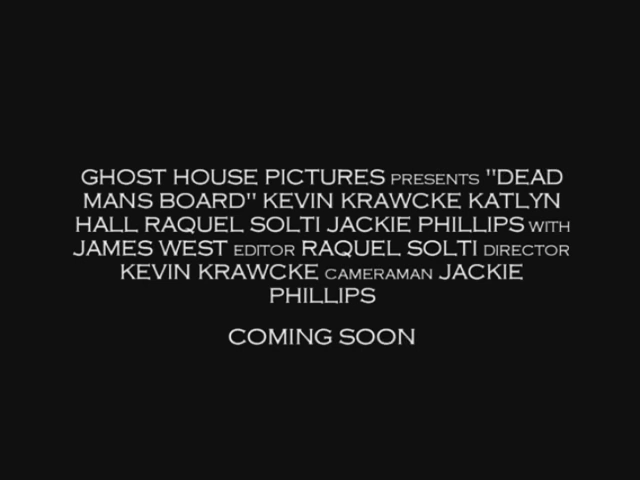 GHOST HOUSE PICTURES PRESENTS "DEAD
MANS BOARD" KEVIN KRAWCKE KATLYN
HALL RAQUEL SOLTI JACKIE PHILLIPS WITH
JAMES WEST EDITOR RAQUEL SOLTI DIRECTOR
KEVIN KRAWCKE CAMERAMAN JACKIE
PHILLIPS
COMING SOON